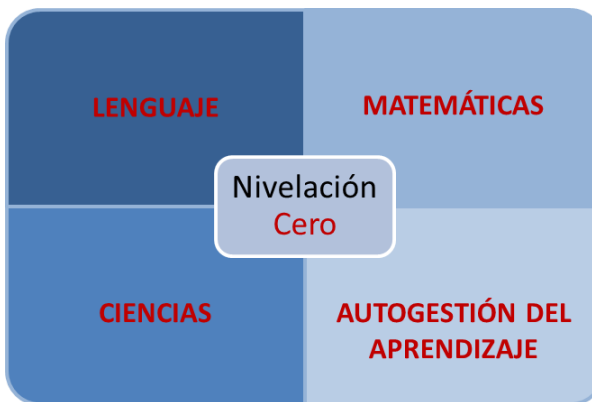 LENGUAJE
MATEMÁTICAS
Nivelación
Cero
CIENCIAS
AUTOGESTIÓN DEL
APRENDIZAJE